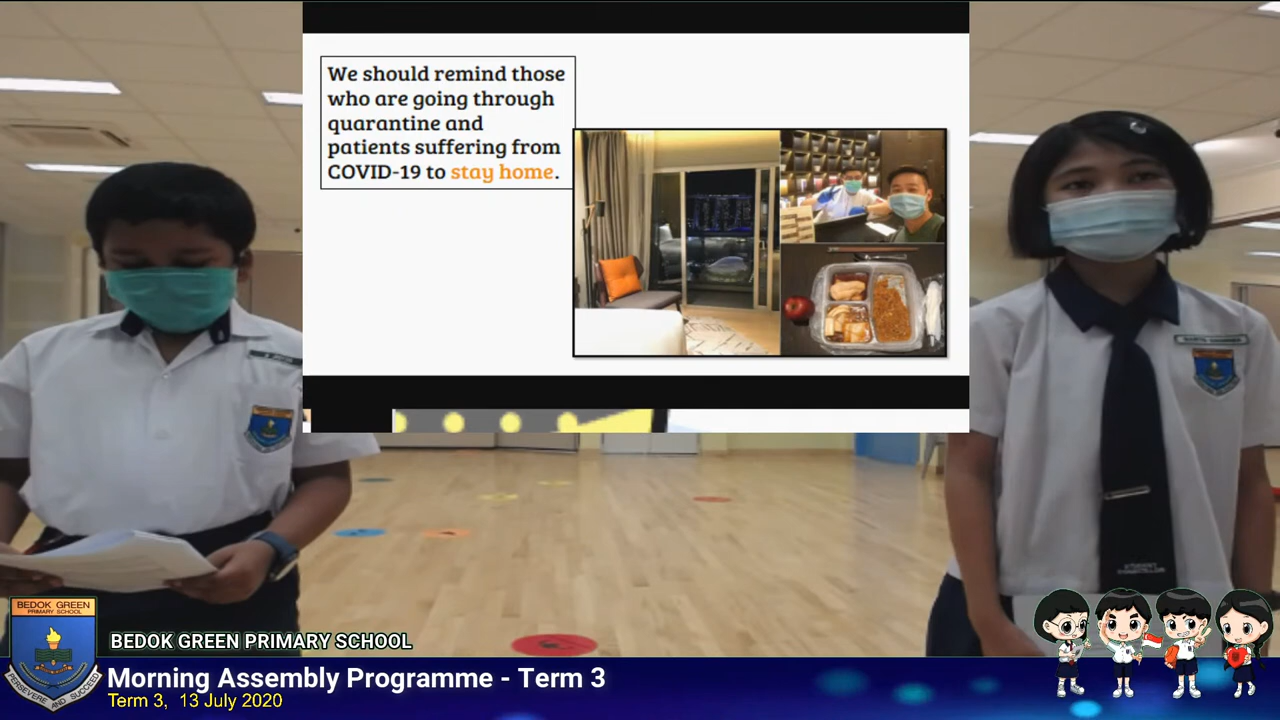 We should remind those
who are going through
quarantine and
patients suffering from
COVID-19 to stay home.
BEDOK GREEN
PRIMARY SCHOOL
PERSEVERE AND SUCCEED
BEDOK GREEN PRIMARY SCHOOL
Morning Assembly Programme - Term 3
Term 3, 13 July 2020